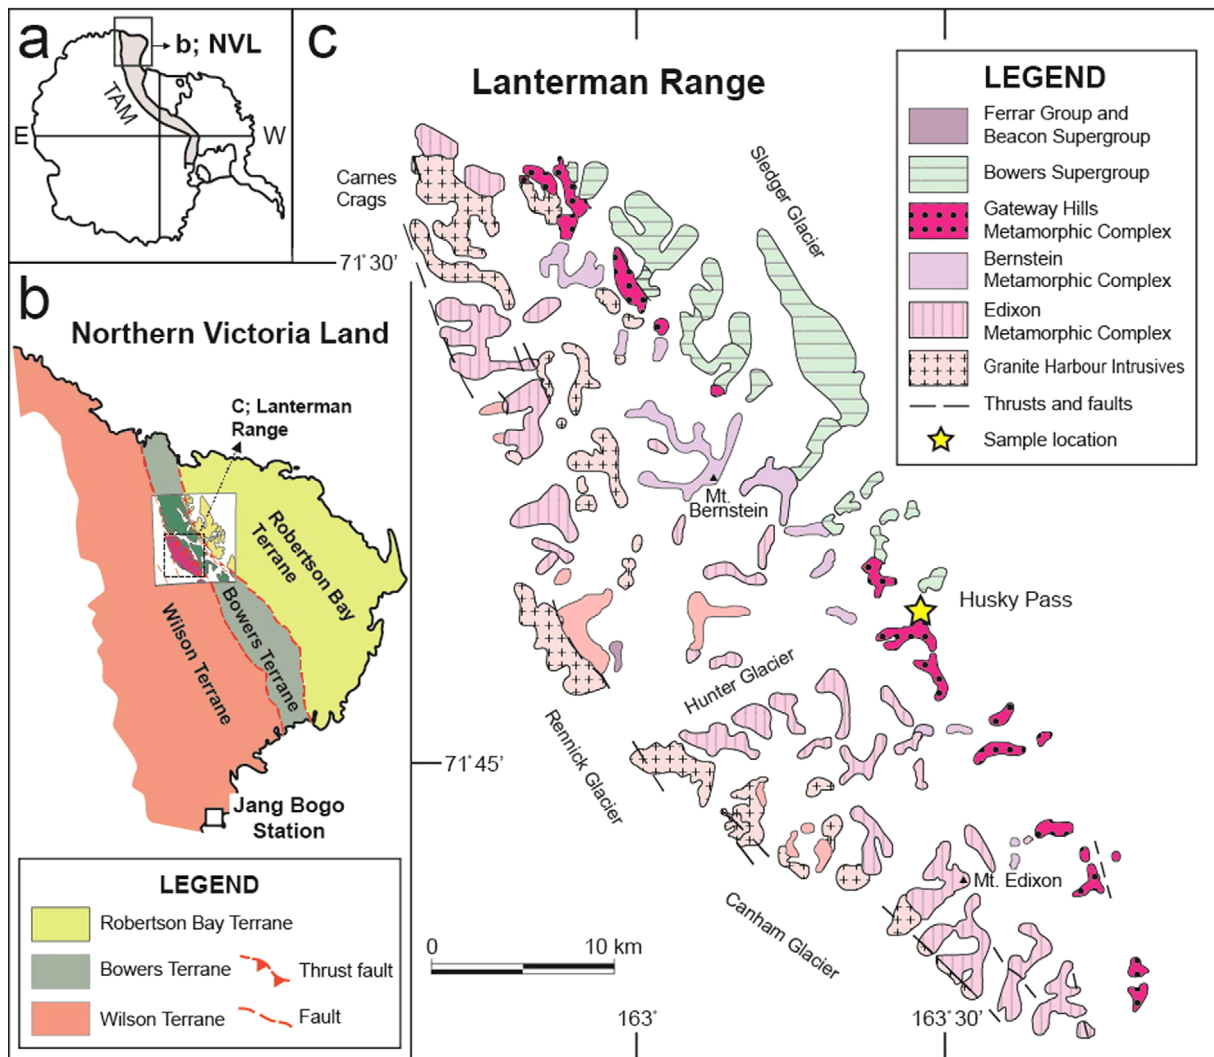 a
b; NVL
TAM
E
W
b
Northern Victoria Land
C; Lanterman
Range
Robertson Bay
Terrane
Bowers Terrane
Wilson Terrane
Jang Bogo
Station
LEGEND
Robertson Bay Terrane
Bowers Terrane
Thrust fault
Wilson Terrane
Fault
c
Lanterman Range
Carnes
Crags
Sledger Glacier
71˚30’
Mt.
Bernstein
Husky Pass
Hunter Glacier
Rennick Glacier
71˚45’
Mt. Edixon
Canham Glacier
0
10 km
163˚
163˚30’
LEGEND
Ferrar Group and
Beacon Supergroup
Bowers Supergroup
Gateway Hills
Metamorphic Complex
Bernstein
Metamorphic Complex
Edixon
Metamorphic Complex
Granite Harbour Intrusives
Thrusts and faults
Sample location